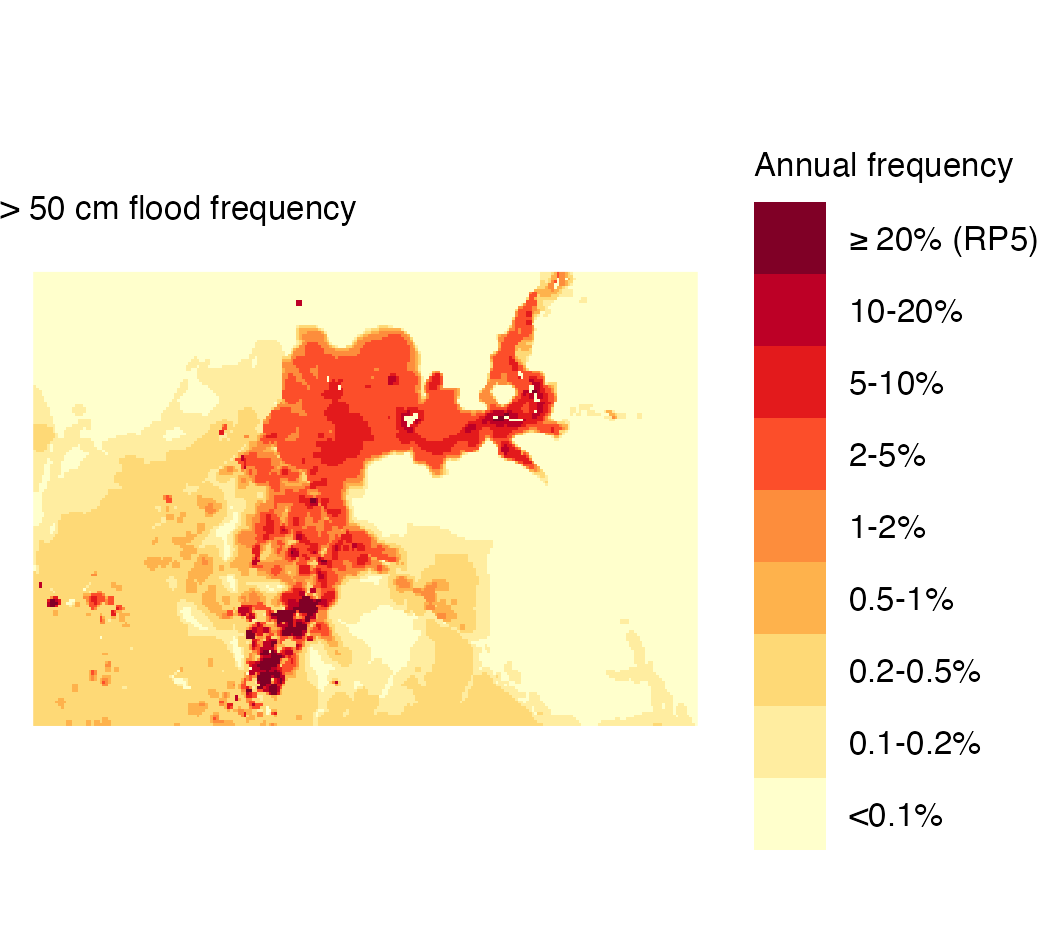 > 50 cm flood frequency
Annual frequency
≥ 20% (RP5)
10-20%
5-10%
2-5%
1-2%
0.5-1%
0.2-0.5%
0.1-0.2%
<0.1%